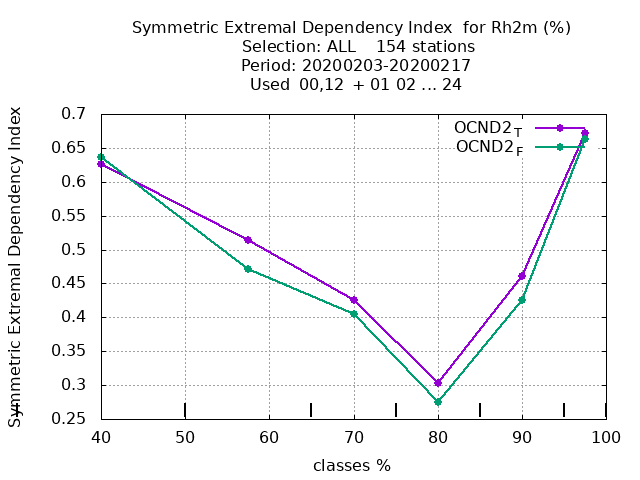 Symmetric Extremal Dependency Index  for Rh2m (%)
Selection: ALL    154 stations
Period: 20200203-20200217
Used  00,12  + 01 02 ... 24
Symmetric Extremal Dependency Index
0.7
0.65
0.6
0.55
0.5
0.45
0.4
0.35
0.3
0.25
OCND2T
OCND2F
40 50 60 70 80 90 100
classes %